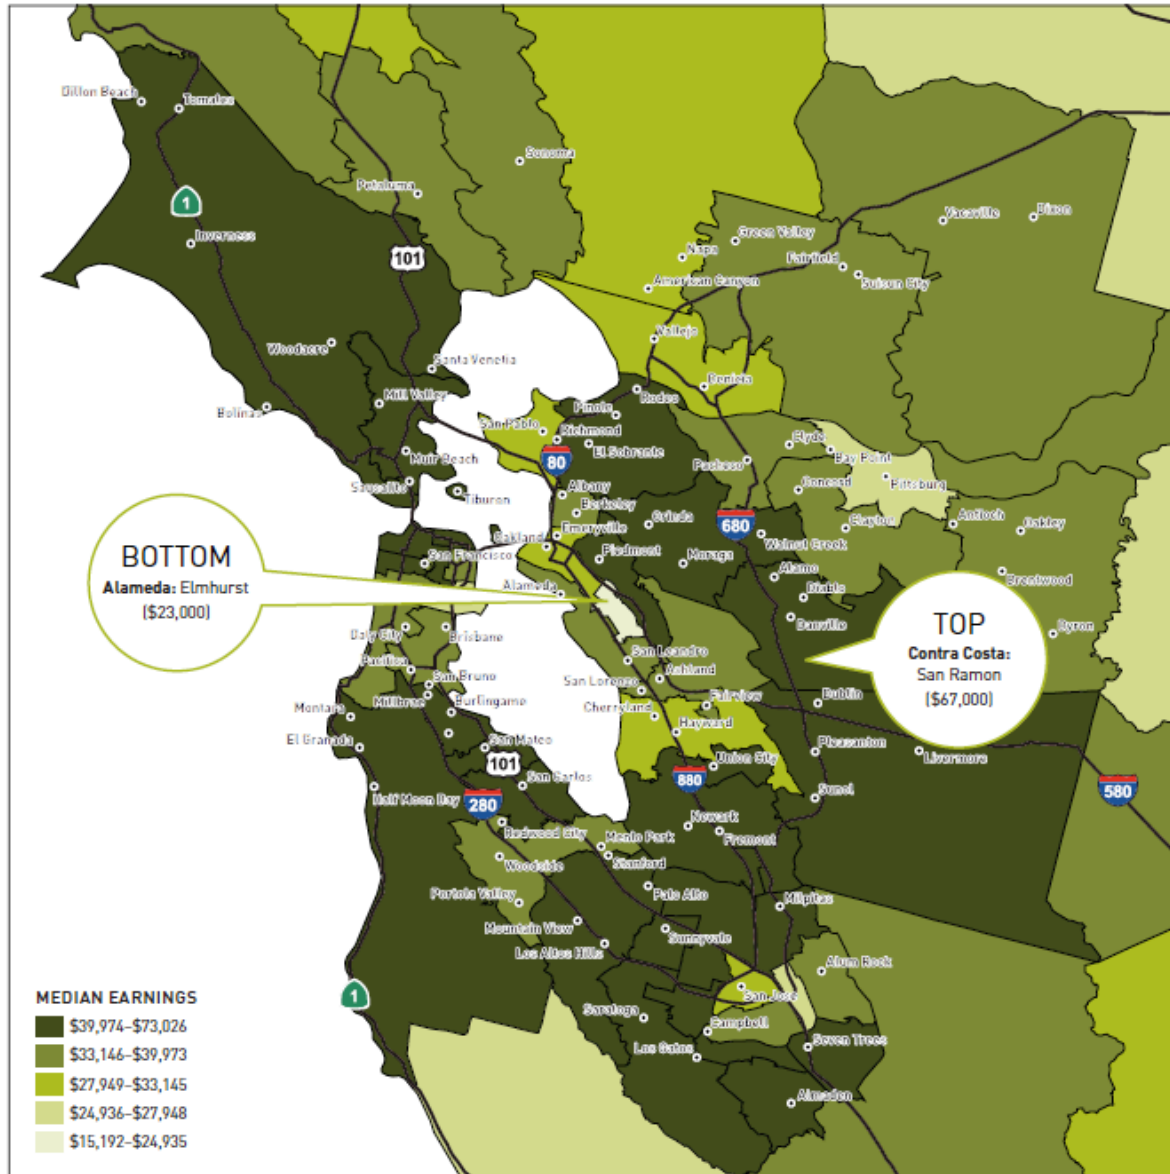 Dillon Beach
Tomales
Sonoma
Petaluma
1
Inverness
101
Vacaville
Dixon
Green Valley
Napa
Fairfield
Suisun City
American Canyon
Vallejo
Woodacre
Santa Venetia
Benicia
Mill Valley
Rodeo
Bolinas
Pinole
San Pablo
Richmond
El Sobrante
Clyde
Bay Point
Muir Beach
80
Pacheco
Pittsburg
Sausalito
Tiburon
Albany
Concord
Berkeley
Orinda
680
Clayton
Antioch
Oakley
Emeryville
Oakland
Walnut Creek
San Francisco
Piedmont
Moraga
BOTTOM
Alameda: Elmhurst
($23,000)
Alameda
Alamo
Diablo
Brentwood
Danville
TOP
Contra Costa:
San Ramon
($67,000)
Byron
Daly City
Brisbane
Pacifica
San Leandro
Ashland
San Bruno
San Lorenzo
Millbrae
Burlingame
Cherryland
Fairview
Dublin
Montara
Hayward
El Granada
San Mateo
Pleasanton
Livermore
101
Union City
San Carlos
880
580
Half Moon Bay
280
Sunol
Redwood City
Menlo Park
Newark
Fremont
Woodside
Stanford
Portola Valley
Palo Alto
Milpitas
Mountain View
Sunnyvale
Los Altos Hills
Alum Rock
1
San Jose
Saratoga
Campbell
Seven Trees
Los Gatos
Almaden
MEDIAN EARNINGS
$39,974–$73,026
$33,146–$39,973
$27,949–$33,145
$24,936–$27,948
$15,192–$24,935